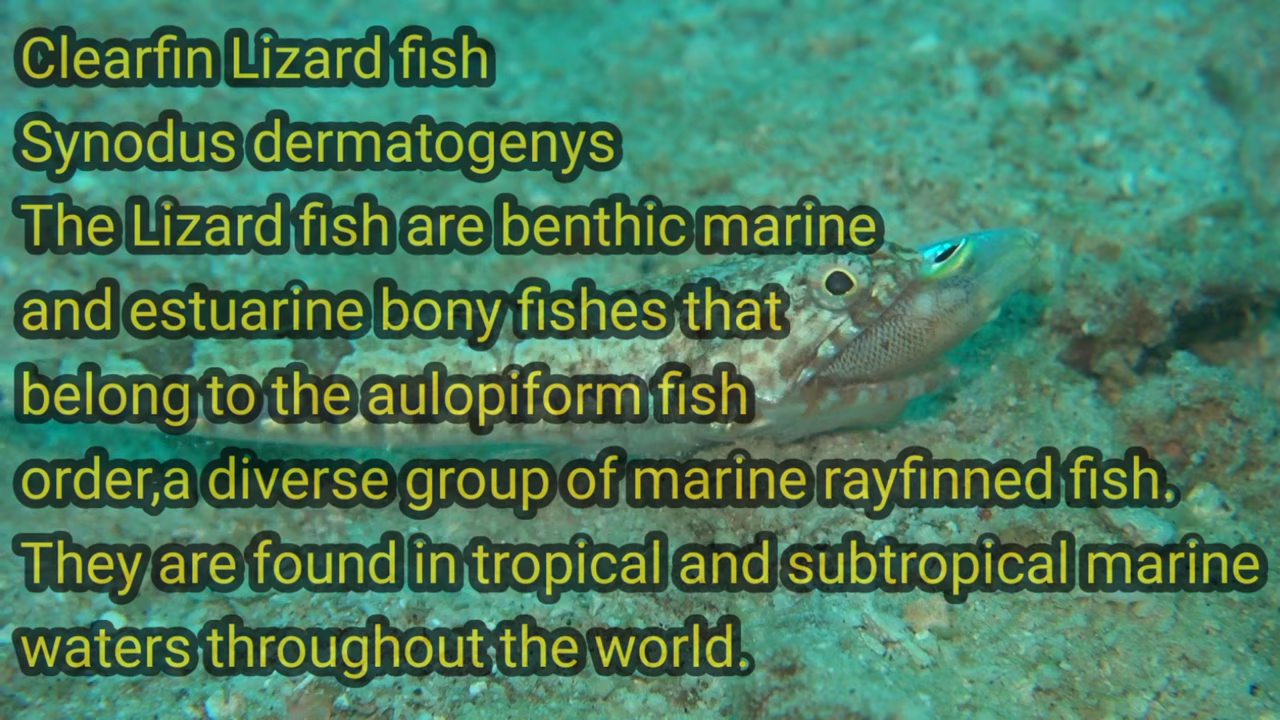 Clearfin Lizard fish
Synodus dermatogenys
The Lizard fish are benthic marine
and estuarine bony fishes that
belong to the aulopiform fish
order,a diverse group of marine rayfinned fish.
They are found in tropical and subtropical marine
waters throughout the world.